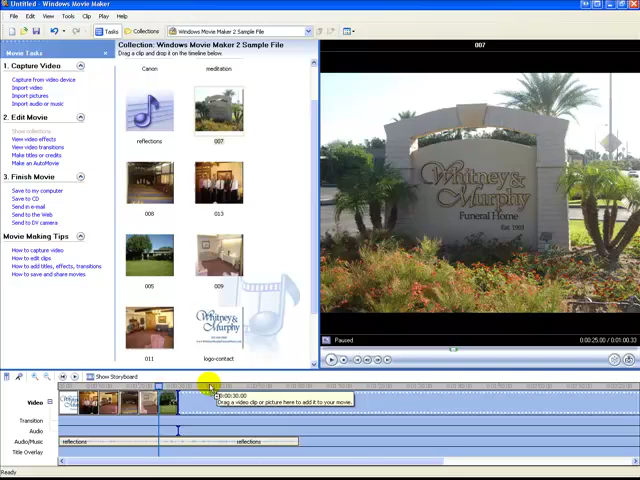 Untitled - Windows Movie Maker
File Edit View Tools Clip Play Help
Tasks Collections Windows Movie Maker 2 Sample File
Movie Tasks
1. Capture Video
Capture from video device
Import video
Import pictures
Import audio or music
2. Edit Movie
Show collections
View video effects
View video transitions
Make titles or credits
Make an AutoMovie
3. Finish Movie
Save to my computer
Save to CD
Send in e-mail
Send to the Web
Send to DV camera
Movie Making Tips
How to capture video
How to edit clips
How to add titles, effects, transitions
How to save and share movies
Collection: Windows Movie Maker 2 Sample File
Drag a clip and drop it on the timeline below.
Canon meditation
reflections 007
008 013
005 009
Whitney &
Murphy
011 logo-contact
007
Whitney &
Murphy
Funeral Home
Est. 1993
Paused 0:00:25.00 / 0:01:00.33
Show Storyboard
0:00:30.00
Drag a video clip or picture here to add it to your movie.
Video
Transition
Audio
Audio/Music reflections reflections
Title Overlay
Ready